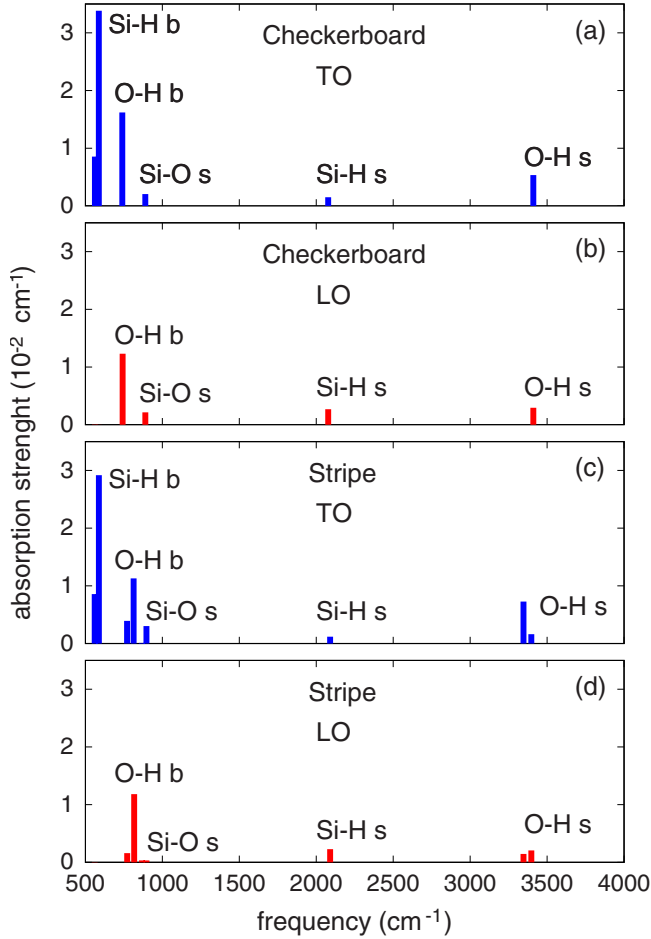 absorption strenght (10⁻² cm⁻¹)
3
2
1
0
Si-H b
O-H b
Si-O s
Checkerboard
TO
Si-H s
(a)
O-H s
3
2
1
0
O-H b
Si-O s
Checkerboard
LO
Si-H s
(b)
O-H s
3
2
1
0
Si-H b
O-H b
Si-O s
Stripe
TO
Si-H s
(c)
O-H s
3
2
1
0
O-H b
Si-O s
Stripe
LO
Si-H s
(d)
O-H s
500 1000 1500 2000 2500 3000 3500 4000
frequency (cm⁻¹)